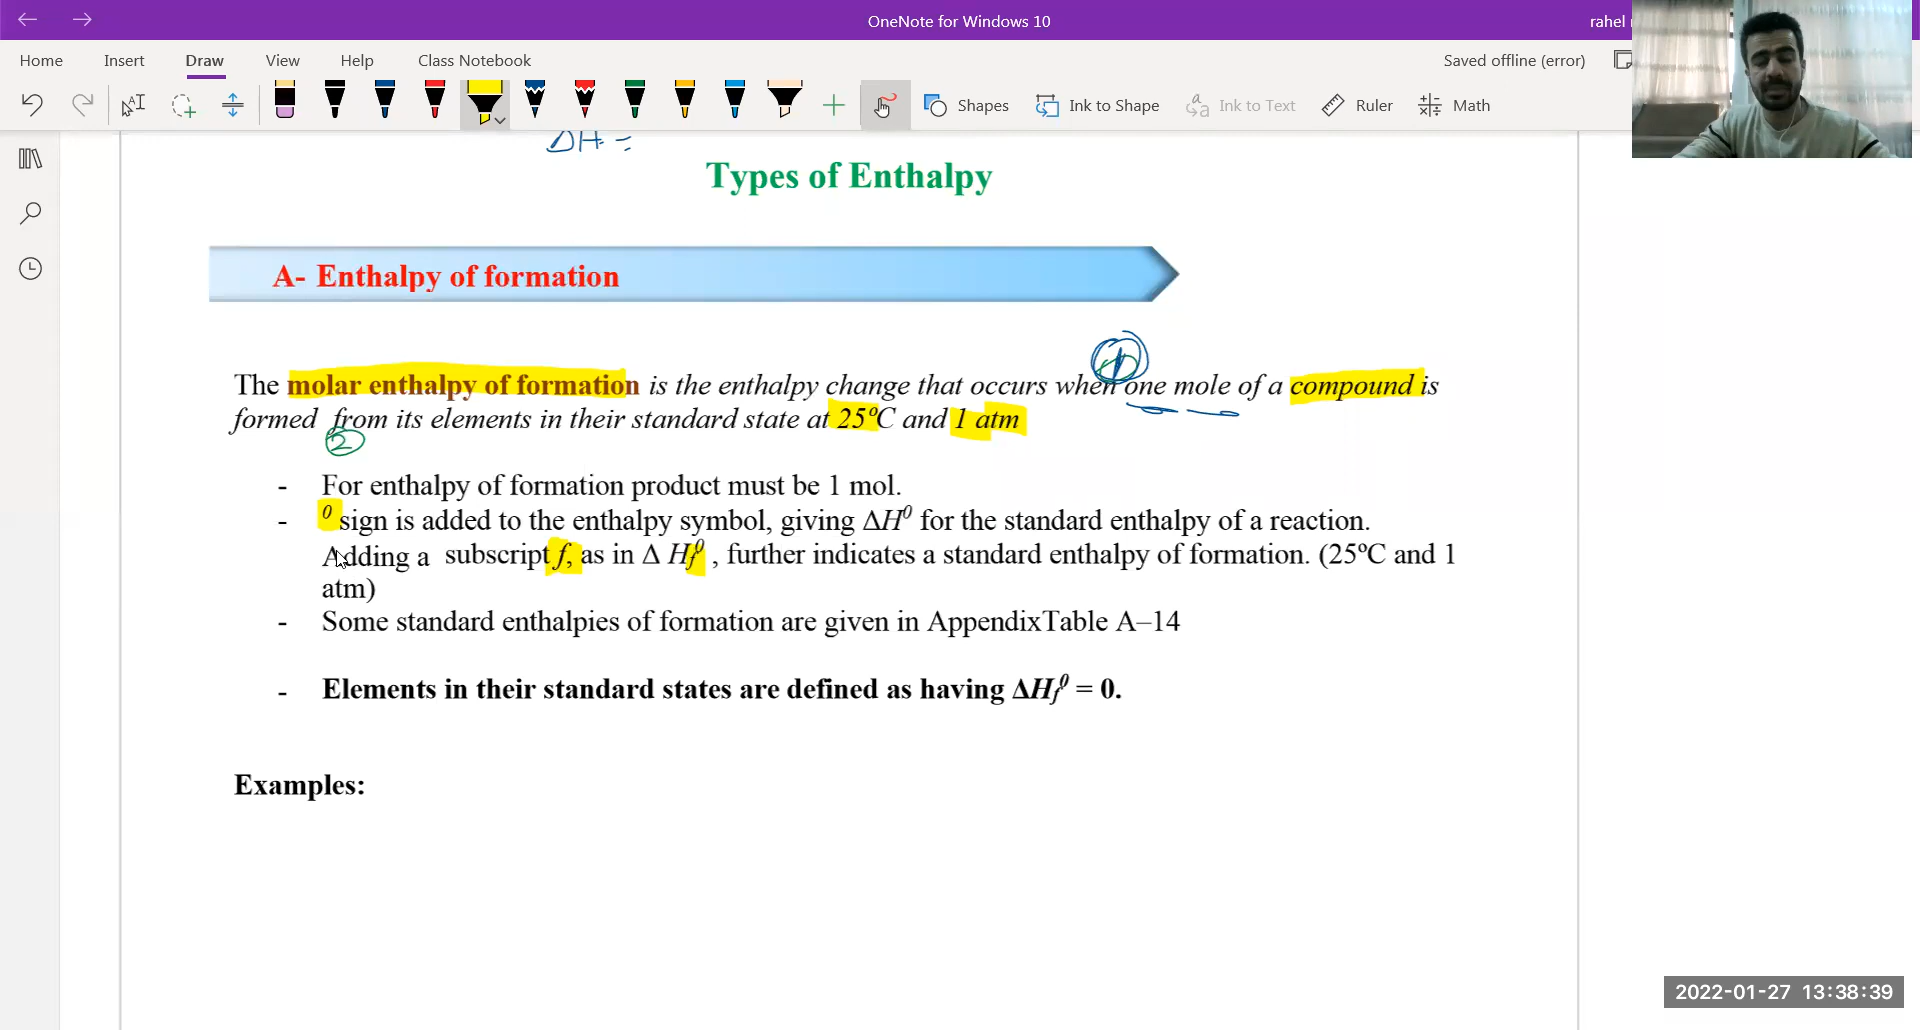 OneNote for Windows 10
rahel
Home Insert Draw View Help Class Notebook
Saved offline (error)
Shapes Ink to Shape Ink to Text Ruler Math
ΔH =
Types of Enthalpy
A- Enthalpy of formation
1
The molar enthalpy of formation is the enthalpy change that occurs when one mole of a compound is
formed from its elements in their standard state at 25ºC and 1 atm
2
- For enthalpy of formation product must be 1 mol.
- ⁰ sign is added to the enthalpy symbol, giving ΔH⁰ for the standard enthalpy of a reaction.
Adding a subscript f, as in Δ Hf⁰ , further indicates a standard enthalpy of formation. (25ºC and 1
atm)
- Some standard enthalpies of formation are given in AppendixTable A–14
- Elements in their standard states are defined as having ΔHf⁰ = 0.
Examples:
2022-01-27 13:38:39